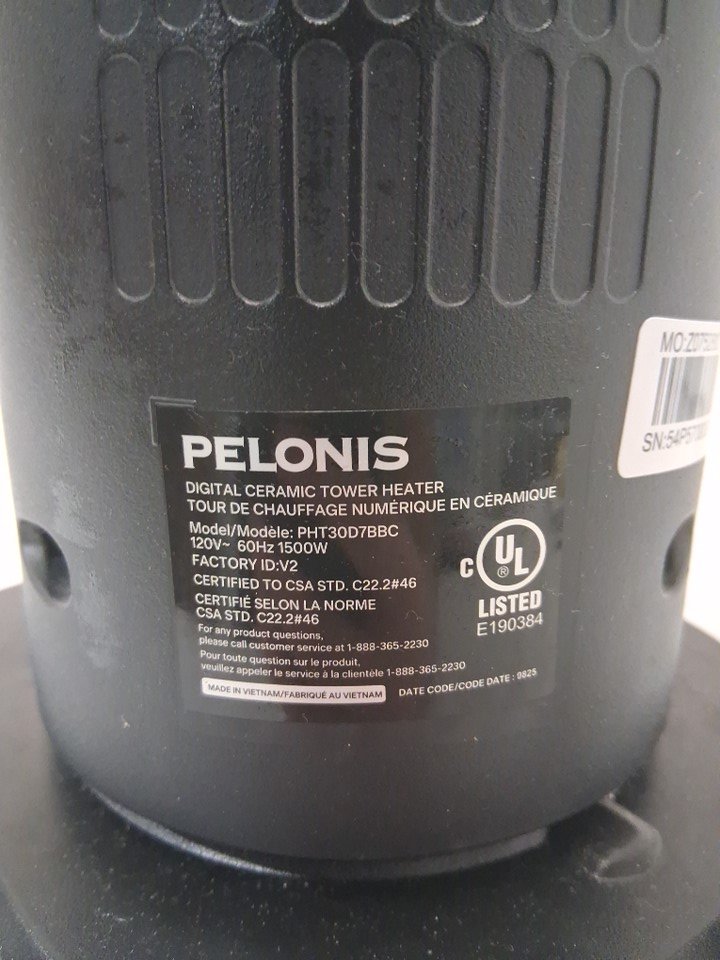 PELONIS
DIGITAL CERAMIC TOWER HEATER
TOUR DE CHAUFFAGE NUMÉRIQUE EN CÉRAMIQUE
Model/Modèle: PHT30D7BBC
120V~ 60Hz 1500W
FACTORY ID:V2
CERTIFIED TO CSA STD. C22.2#46
CERTIFIÉ SELON LA NORME
CSA STD. C22.2#46
For any product questions,
please call customer service at 1-888-365-2230
Pour toute question sur le produit,
veuillez appeler le service à la clientèle 1-888-365-2230
MADE IN VIETNAM/FABRIQUÉ AU VIETNAM
DATE CODE/CODE DATE : 0825
C UL ®
LISTED
E190384